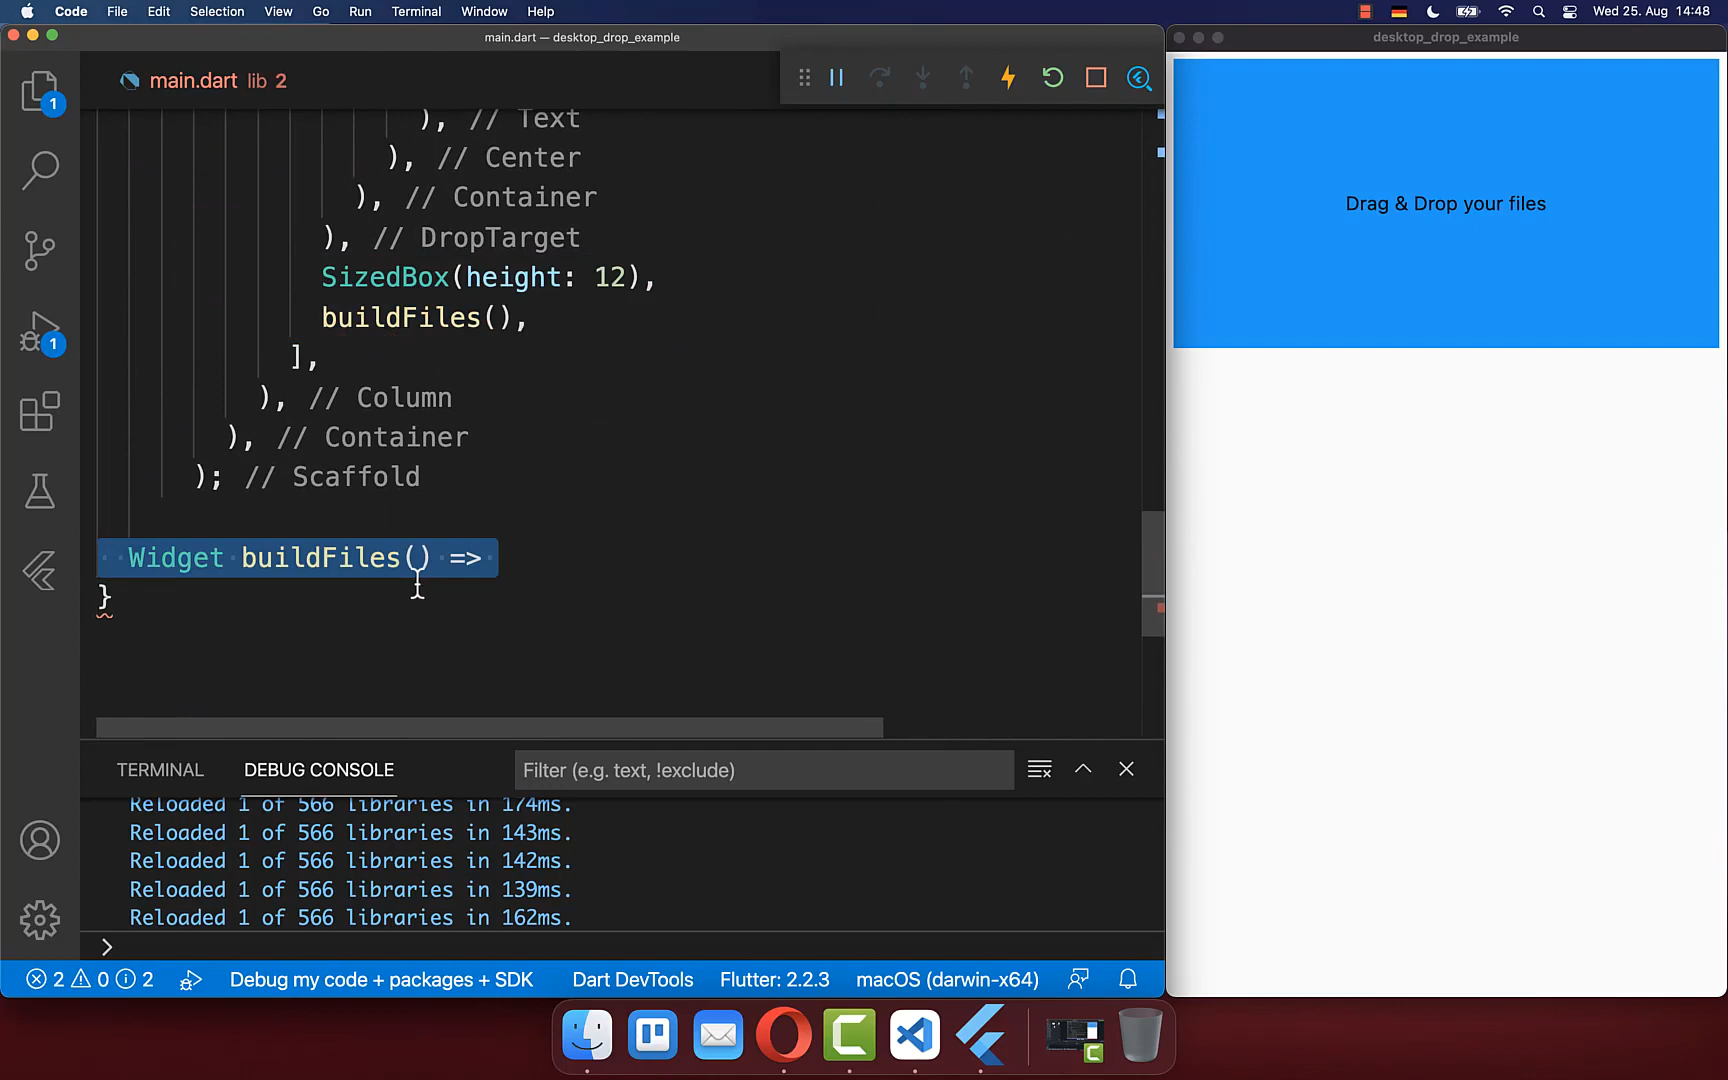 Code File Edit Selection View Go Run Terminal Window Help
Wed 25. Aug 14:48
main.dart — desktop_drop_example
desktop_drop_example
main.dart lib 2
1
1
), // Text
), // Center
), // Container
), // DropTarget
SizedBox(height: 12),
buildFiles(),
],
), // Column
), // Container
); // Scaffold
Widget buildFiles() =>
}
Drag & Drop your files
TERMINAL DEBUG CONSOLE Filter (e.g. text, !exclude)
Reloaded 1 of 566 libraries in 174ms.
Reloaded 1 of 566 libraries in 143ms.
Reloaded 1 of 566 libraries in 142ms.
Reloaded 1 of 566 libraries in 139ms.
Reloaded 1 of 566 libraries in 162ms.
2 0 2 Debug my code + packages + SDK Dart DevTools Flutter: 2.2.3 macOS (darwin-x64)